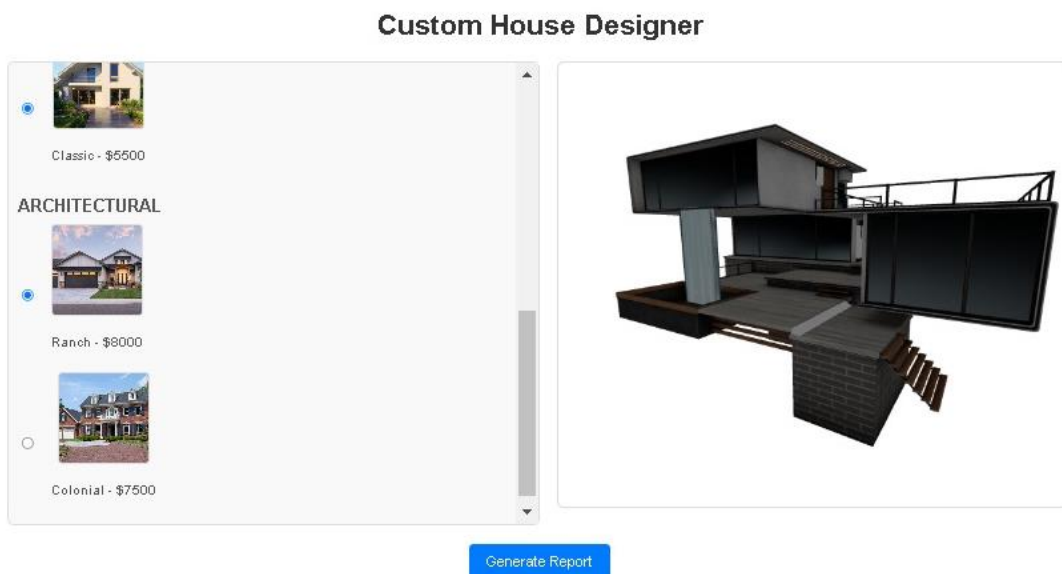 Custom House Designer
Classic - $5500
ARCHITECTURAL
Ranch - $8000
Colonial - $7500
Generate Report